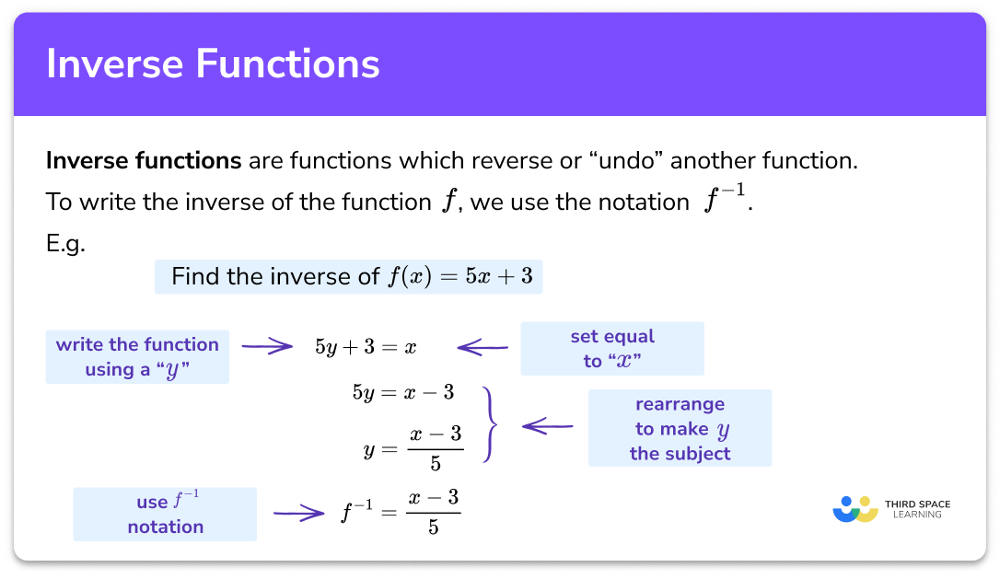 Inverse Functions
Inverse functions are functions which reverse or “undo” another function.
To write the inverse of the function f, we use the notation f⁻¹.
E.g.
Find the inverse of f(x) = 5x + 3
write the function
using a “y”
5y + 3 = x
set equal
to “x”
5y = x − 3
y = (x − 3)/5
rearrange
to make y
the subject
use f⁻¹
notation
f⁻¹ = (x − 3)/5
THIRD SPACE
LEARNING